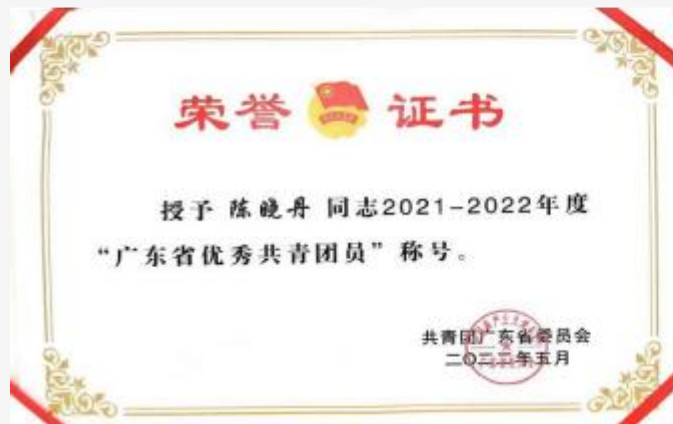 荣誉证书
授予 陈晓丹 同志2021-2022年度
“广东省优秀共青团员”称号。
共青团广东省委员会
二〇二二年五月